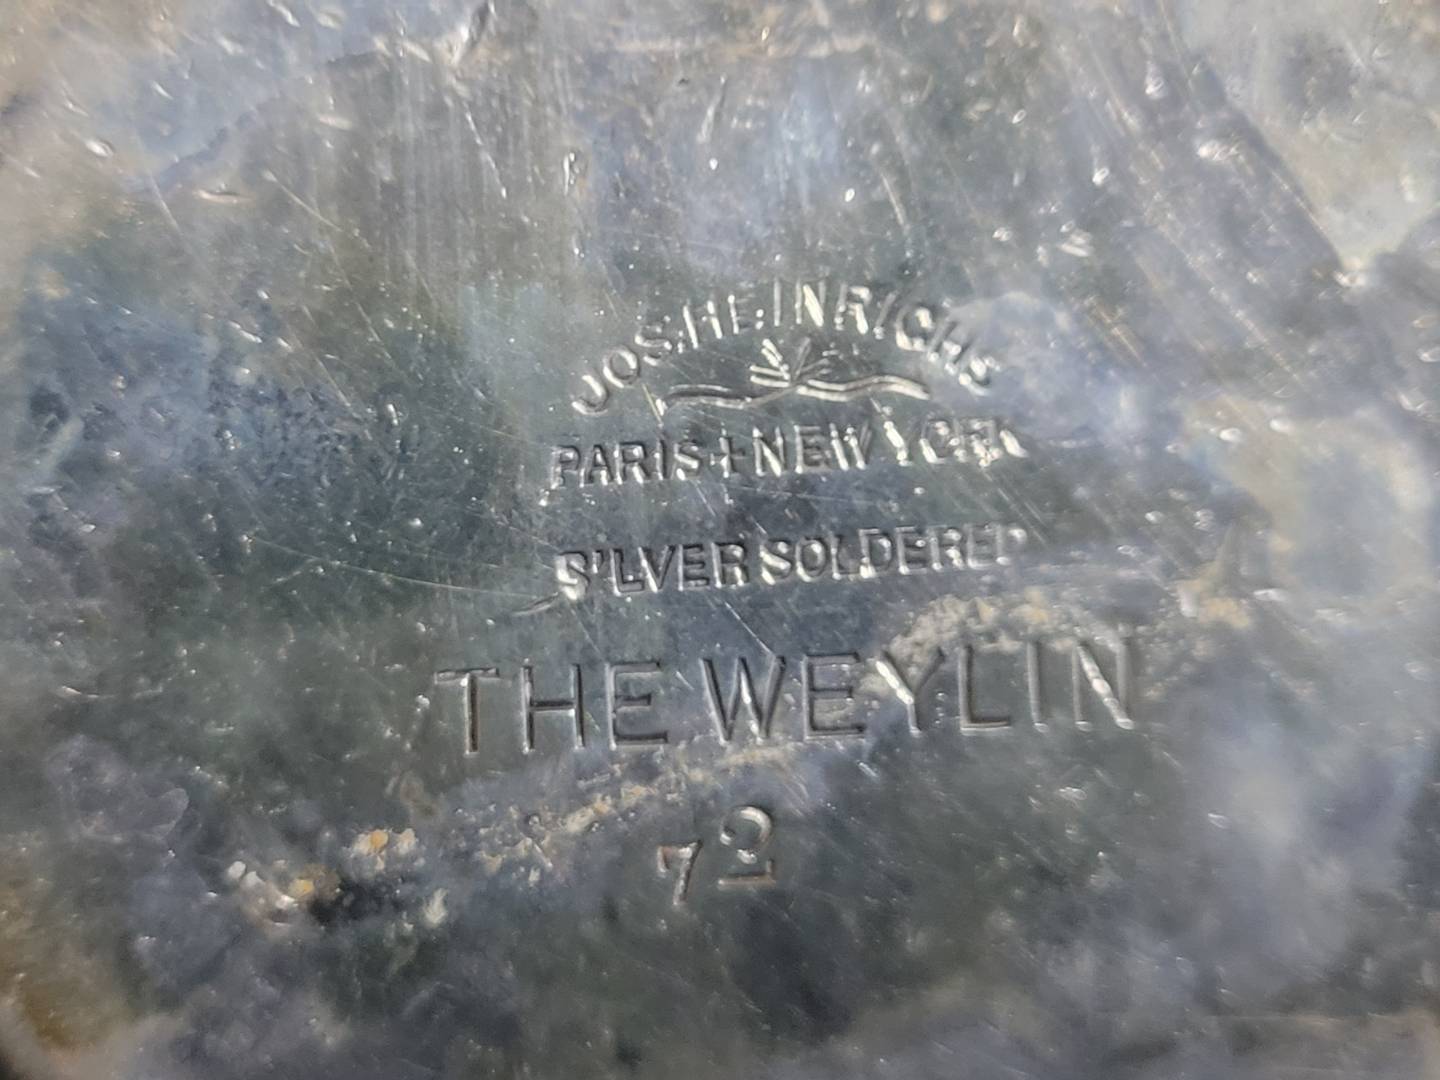 JOS. HEINRICHS
PARIS + NEW YORK
SILVER SOLDERED
THE WEYLIN
72